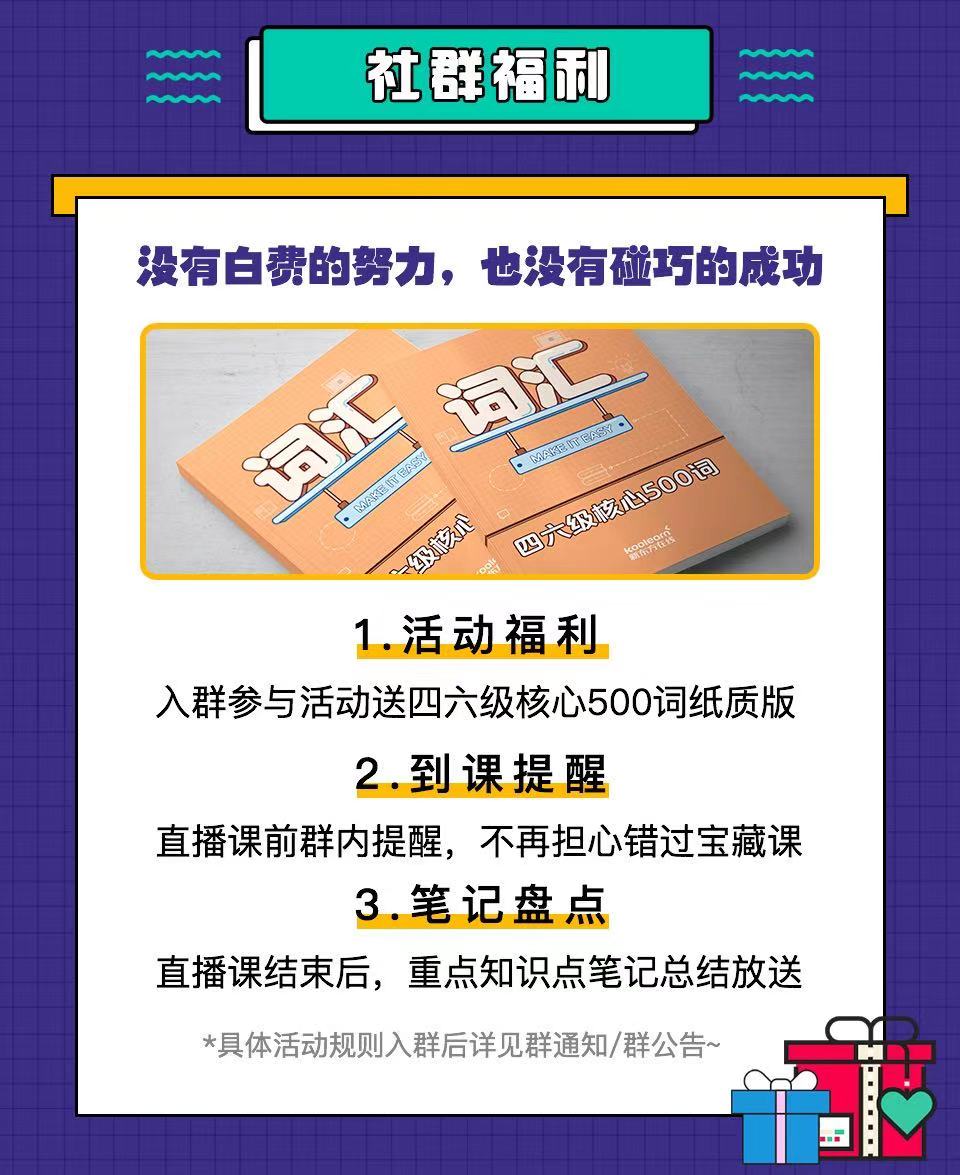 社群福利
没有白费的努力，也没有碰巧的成功
词汇
MAKE IT EASY
六级核心
词汇
MAKE IT EASY
四六级核心500词
koolearn
新东方在线
1.活动福利
入群参与活动送四六级核心500词纸质版
2.到课提醒
直播课前群内提醒，不再担心错过宝藏课
3.笔记盘点
直播课结束后，重点知识点笔记总结放送
*具体活动规则入群后详见群通知/群公告~